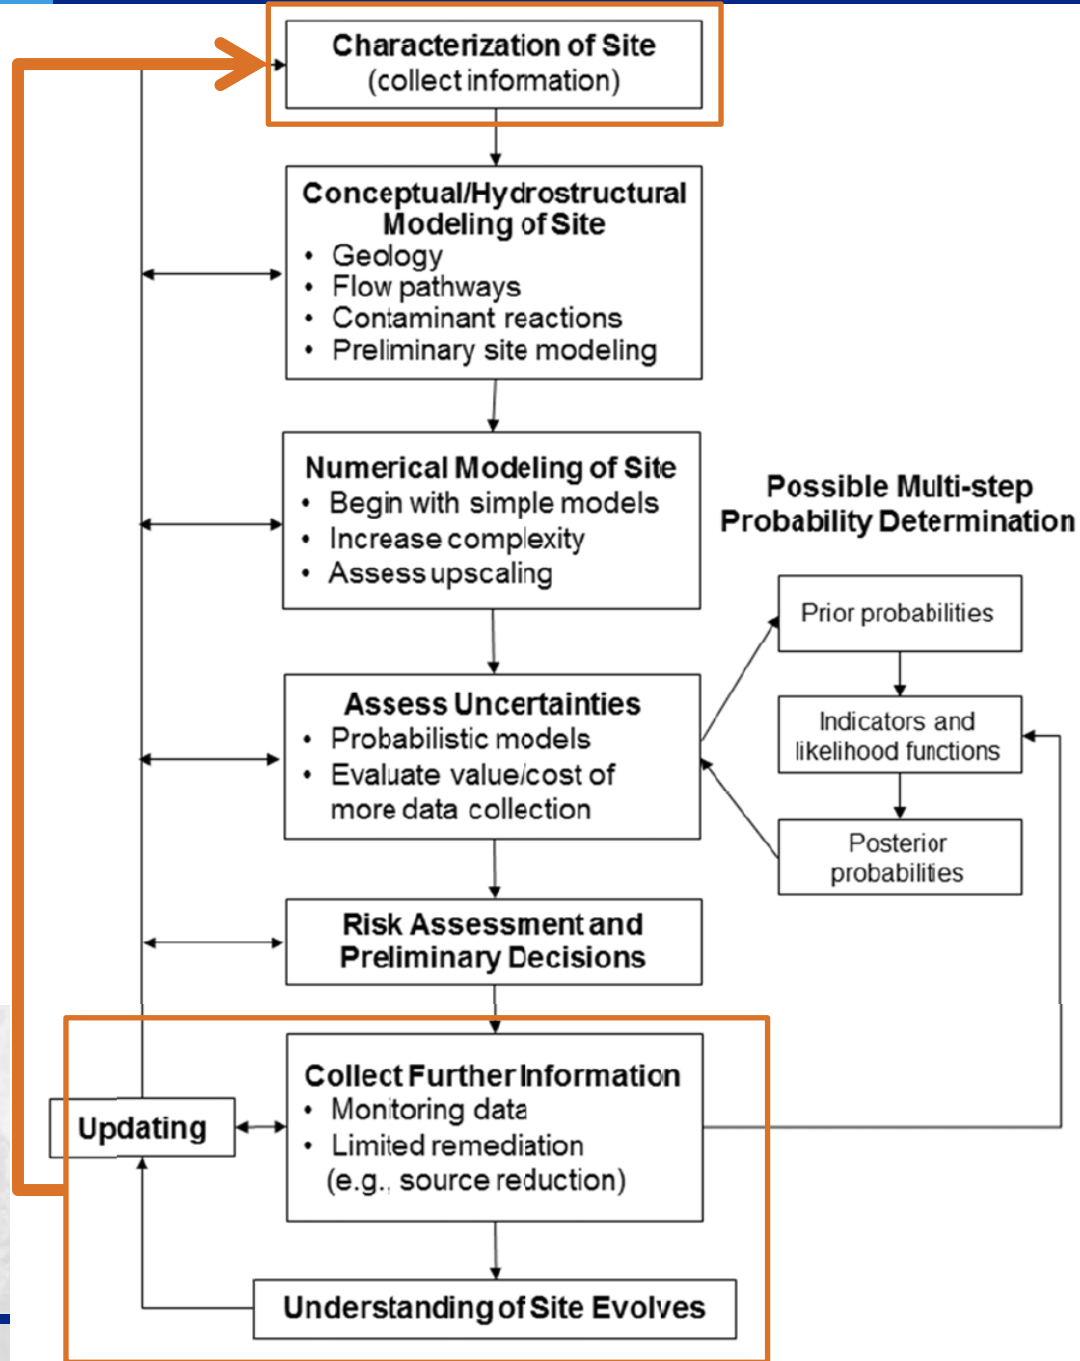 Characterization of Site
(collect information)
Conceptual/Hydrostructural
Modeling of Site
• Geology
• Flow pathways
• Contaminant reactions
• Preliminary site modeling
Numerical Modeling of Site
• Begin with simple models
• Increase complexity
• Assess upscaling
Possible Multi-step
Probability Determination
Prior probabilities
Indicators and
likelihood functions
Posterior
probabilities
Assess Uncertainties
• Probabilistic models
• Evaluate value/cost of
more data collection
Risk Assessment and
Preliminary Decisions
Collect Further Information
• Monitoring data
• Limited remediation
(e.g., source reduction)
Updating
Understanding of Site Evolves